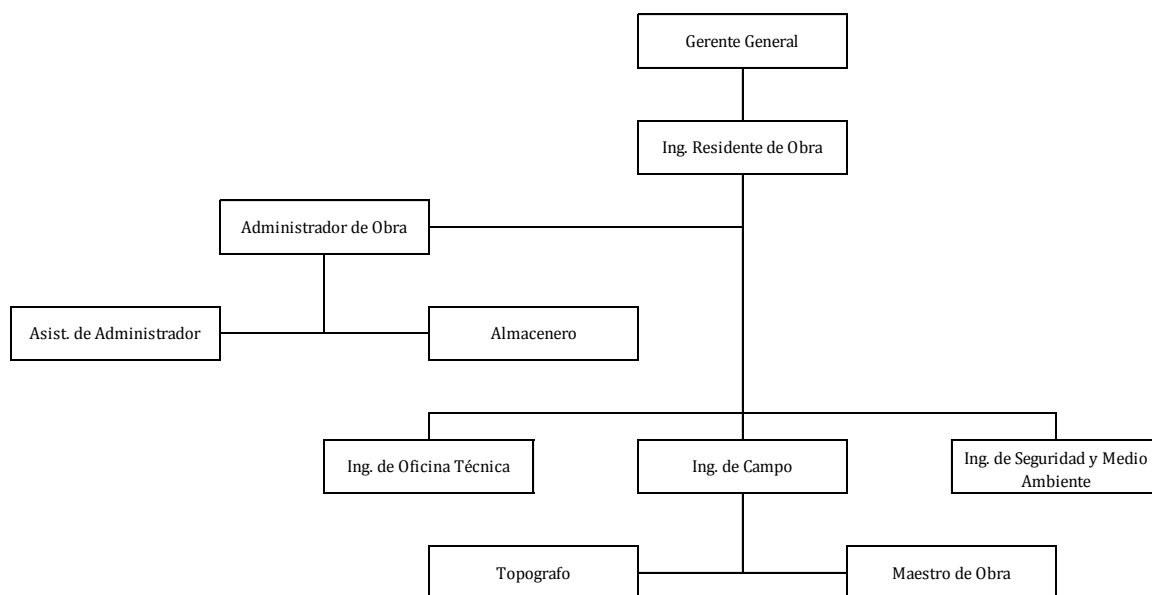 Gerente General
Ing. Residente de Obra
Administrador de Obra
Asist. de Administrador
Almacenero
Ing. de Oficina Técnica
Ing. de Campo
Ing. de Seguridad y Medio
Ambiente
Topografo
Maestro de Obra